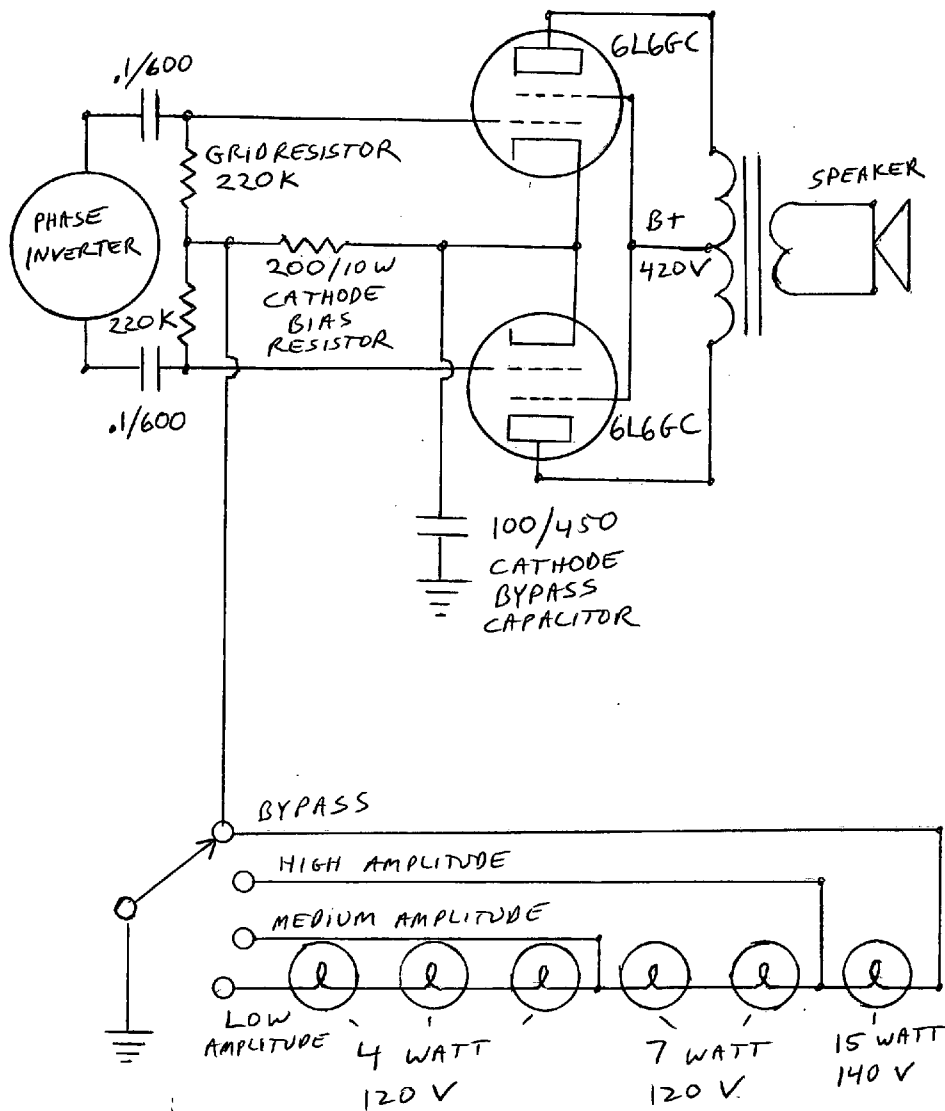 6L6GC
.1/600
GRID RESISTOR
220K
SPEAKER
PHASE
INVERTER
B+
420V
200/10W
CATHODE
BIAS
RESISTOR
220K
.1/600
6L6GC
100/450
CATHODE
BYPASS
CAPACITOR
BYPASS
HIGH AMPLITUDE
MEDIUM AMPLITUDE
LOW
AMPLITUDE
4 WATT
120 V
7 WATT
120 V
15 WATT
140 V